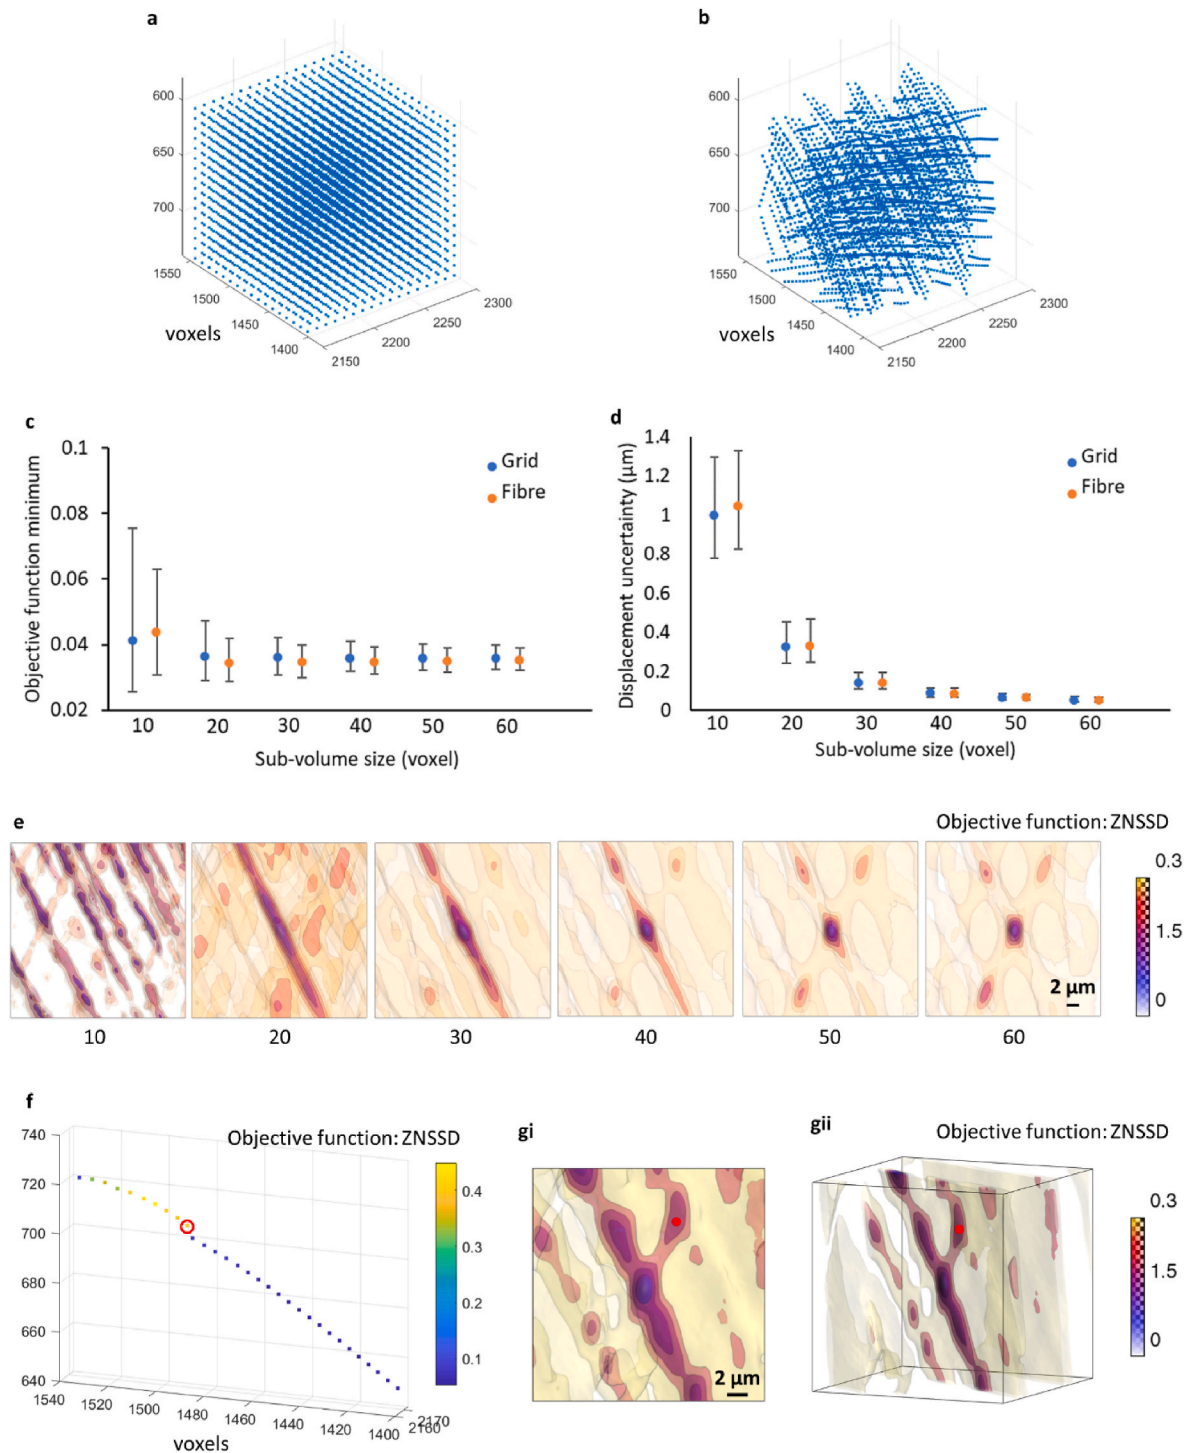 a
600
650
700
1550
1500
1450
1400
voxels
2150
2200
2250
2300
b
600
650
700
1550
1500
1450
1400
voxels
2150
2200
2250
2300
c
Objective function minimum
0.1
0.08
0.06
0.04
0.02
10 20 30 40 50 60
Sub-volume size (voxel)
Grid
Fibre
d
Displacement uncertainty (μm)
1.4
1.2
1
0.8
0.6
0.4
0.2
0
10 20 30 40 50 60
Sub-volume size (voxel)
Grid
Fibre
e
Objective function: ZNSSD
0.3
1.5
0
2 μm
10 20 30 40 50 60
f
Objective function: ZNSSD
740
720
700
680
660
640
1540 1520 1500 1480 1460 1440 1420 1400
2160
2170
voxels
0.4
0.3
0.2
0.1
gi
2 μm
gii
Objective function: ZNSSD
0.3
1.5
0